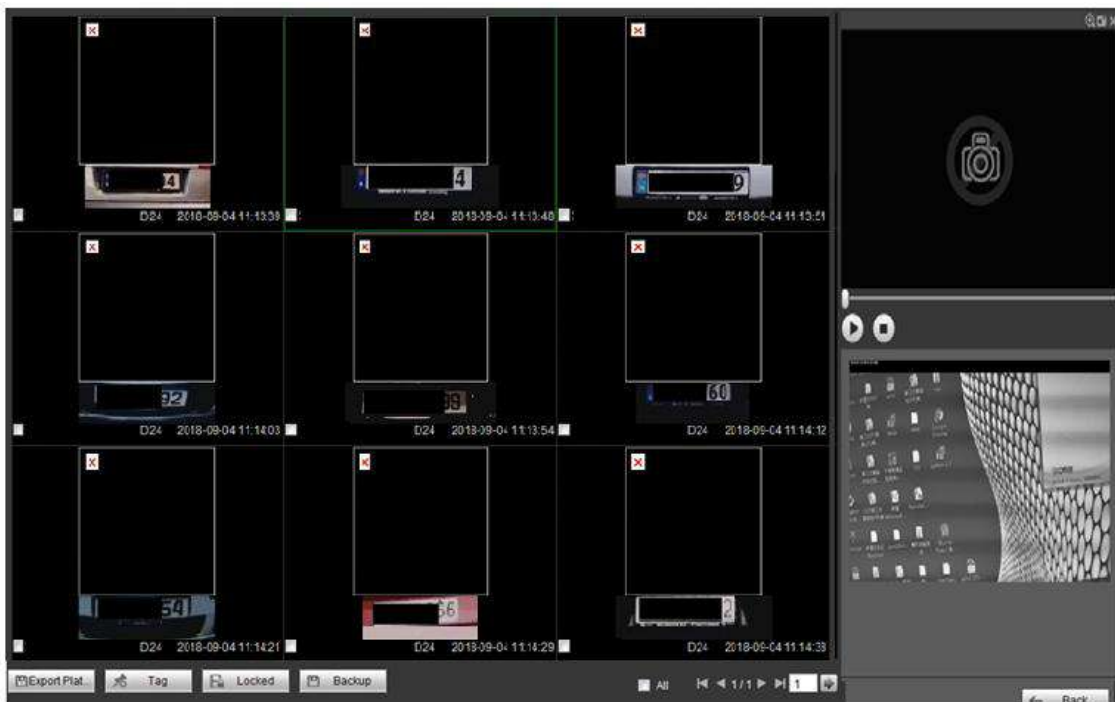 4
4
9
D24 2018-09-04 11:13:39
D24 2018-09-04 11:13:48
D24 2018-09-04 11:13:51
92
99
60
D24 2018-09-04 11:14:03
D24 2018-09-04 11:13:54
D24 2018-09-04 11:14:12
54
66
2
D24 2018-09-04 11:14:21
D24 2018-09-04 11:14:29
D24 2018-09-04 11:14:38
Export Plat..
Tag
Locked
Backup
All
1/1
1
Back